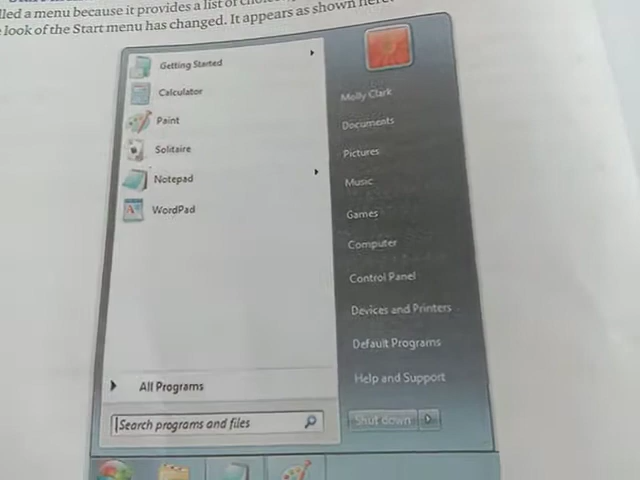 lled a menu because it provides a list of
look of the Start menu has changed. It appears as shown here.
Getting Started
Calculator
Paint
Solitaire
Notepad
WordPad
All Programs
Search programs and files
Molly Clark
Documents
Pictures
Music
Games
Computer
Control Panel
Devices and Printers
Default Programs
Help and Support
Shut down